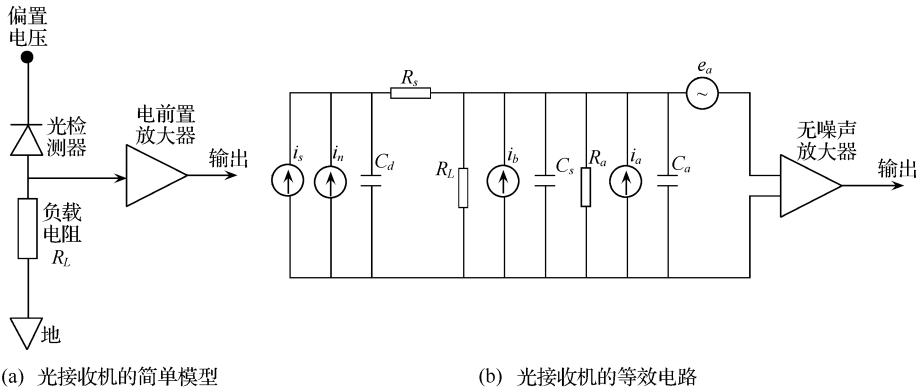 偏置
电压
光检
测器
电前置
放大器
输出
负载
电阻
R_L
地
(a) 光接收机的简单模型
i_s
i_n
C_d
R_s
R_L
i_b
C_s
R_a
i_a
C_a
e_a
~
无噪声
放大器
输出
(b) 光接收机的等效电路